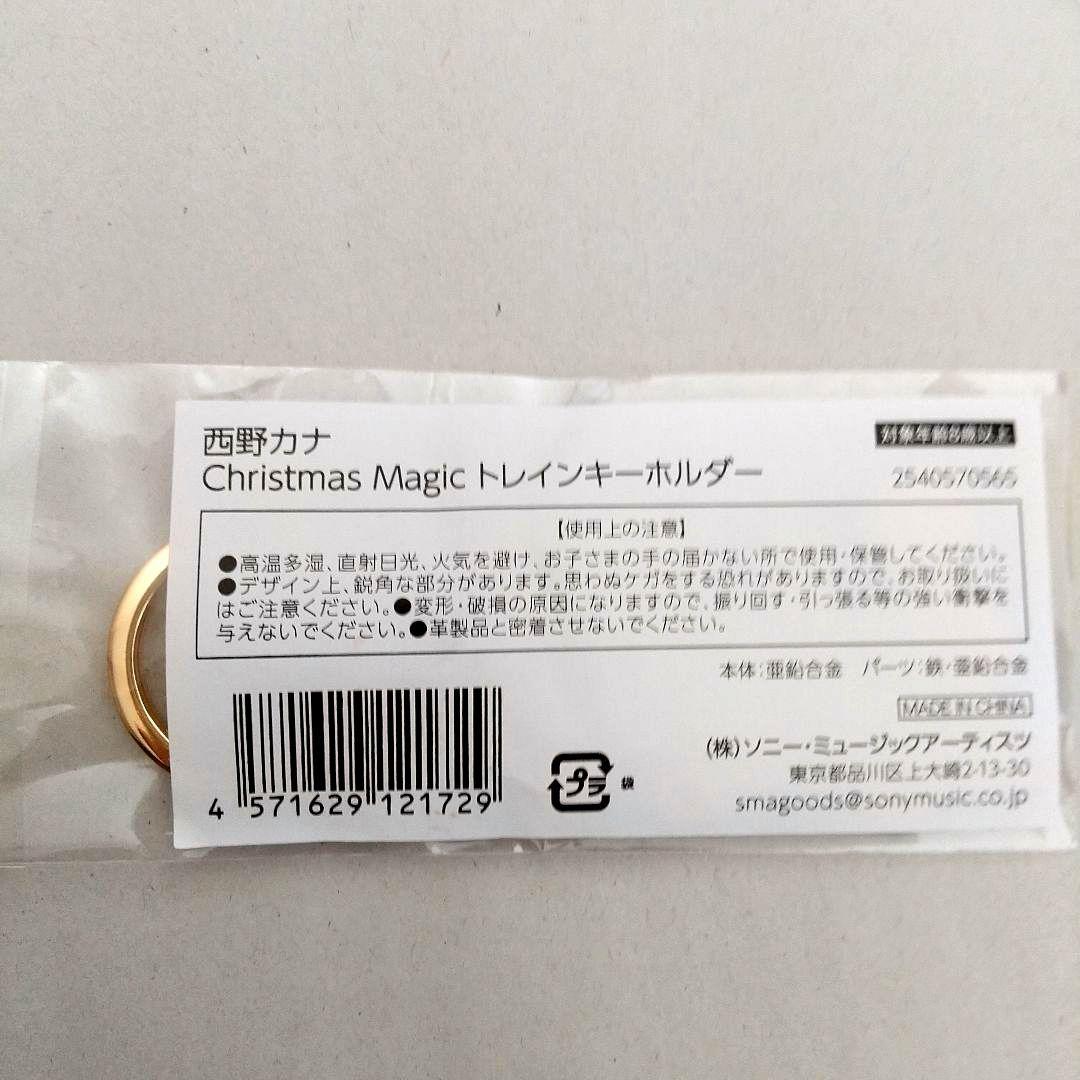 西野カナ
Christmas Magic トレインキーホルダー
対象年齢8歳以上
2540570565
【使用上の注意】
●高温多湿、直射日光、火気を避け、お子さまの手の届かない所で使用・保管してください。
●デザイン上、鋭角な部分があります。思わぬケガをする恐れがありますので、お取り扱いに
はご注意ください。●変形・破損の原因になりますので、振り回す・引っ張る等の強い衝撃を
与えないでください。●革製品と密着させないでください。
本体:亜鉛合金 パーツ:鉄・亜鉛合金
MADE IN CHINA
(株)ソニー・ミュージックアーティスツ
東京都品川区上大崎2-13-30
smagoods@sonymusic.co.jp
プラ 袋
4 571629 121729